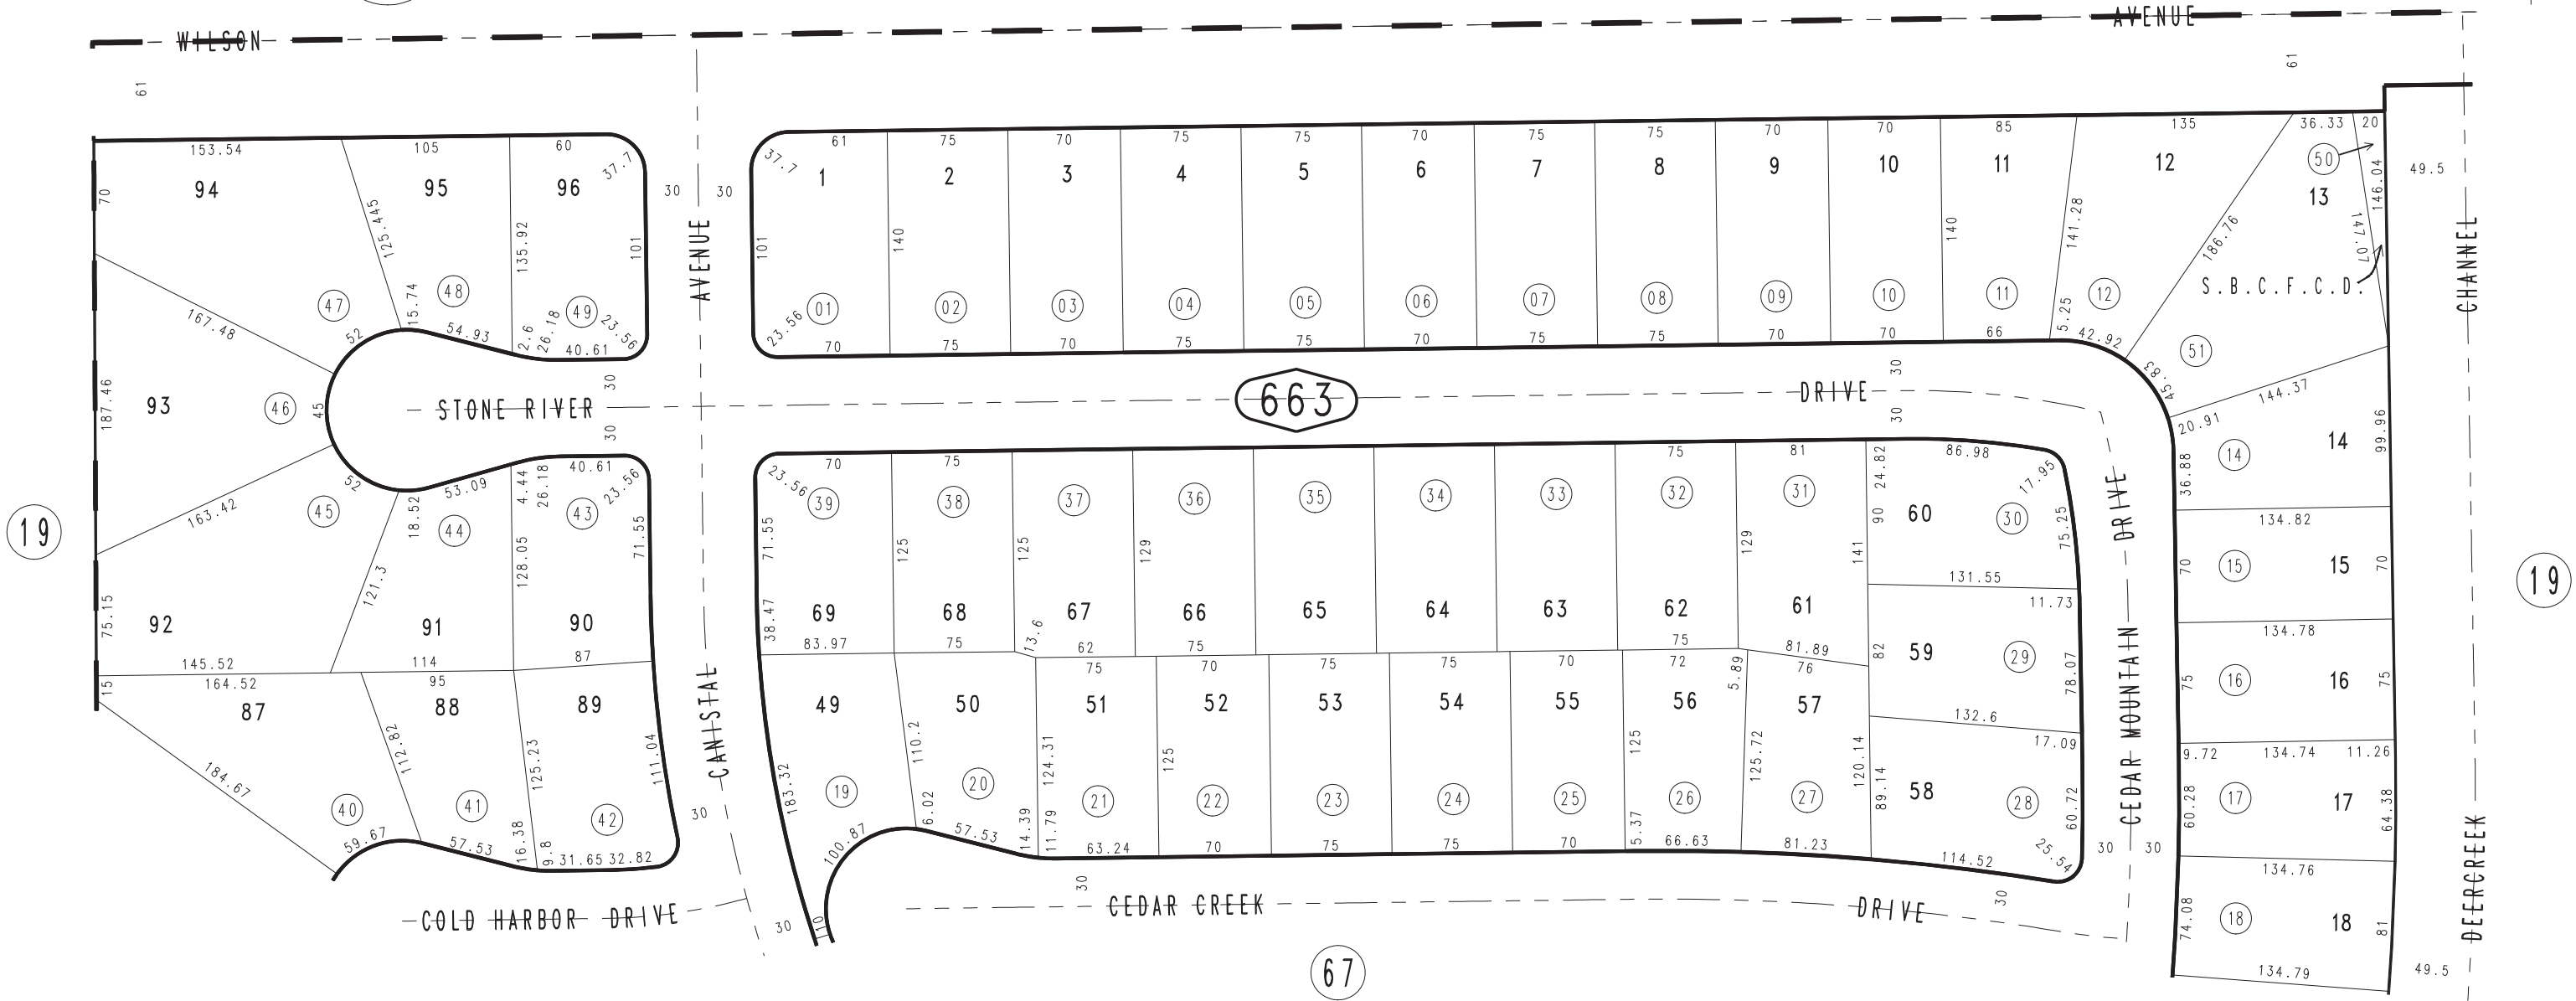 WILSON AVENUE
61 61
153.54 105 60 61 75 70 75 75 70 75 75 70 70 85 135 36.33 20
37.7 37.7
94 95 96 1 2 3 4 5 6 7 8 9 10 11 12 13
50
70 30 30 49.5
146.04
125.445 135.92 101 101 140 140 141.28 186.76 147.07
AVENUE
CHANNEL
S.B.C.F.C.D.
47 48 49 01 02 03 04 05 06 07 08 09 10 11 12 51
167.48 52 15.74 54.93 2.6 26.18 40.61 23.56 23.56
70 75 70 75 75 70 75 75 70 70 66 5.25 42.92 45.83
187.46 93 46 45
STONE RIVER DRIVE
30 30 30 30
663
144.37 20.91 14 14 99.96 36.88
163.42 52 45 53.09 18.52 44 4.44 26.18 40.61 43 23.56 71.55
70 75 75 81 24.82 86.98 17.95
23.56 39 38 37 36 35 34 33 32 31 90 60 30 75.25
DRIVE
19 19
71.55 125 125 129 129 141
121.3 128.05
134.82 70 15 15 70
131.55 11.73
75.15 92 91 90 38.47 69 68 67 66 65 64 63 62 61
145.52 114 87 83.97 75 13.6 62 75 75 81.89 82 59 29 78.07
134.78 75 16 16 75
CEDAR MOUNTAIN
15 164.52 95 75 70 75 75 70 72 5.89 76
87 88 89 49 50 51 52 53 54 55 56 57
132.6 17.09
CANISTAL
184.67 112.82 125.23 111.04 183.32 110.2 124.31 125 125 125.72 120.14 89.14 58 28 60.72
9.72 134.74 11.26 60.28 17 17 64.38
40 41 42 30 19 20 21 22 23 24 25 26 27
59.67 57.53 16.38 9.8 31.65 32.82 100.87 6.02 57.53 14.39 11.79 63.24 70 75 75 70 5.37 66.63 81.23 114.52 25.54
30 30
134.76 74.08 18 18 81
DEERCREEK
COLD HARBOR DRIVE
30 110 30 30
CEDAR CREEK DRIVE
67
134.79 49.5